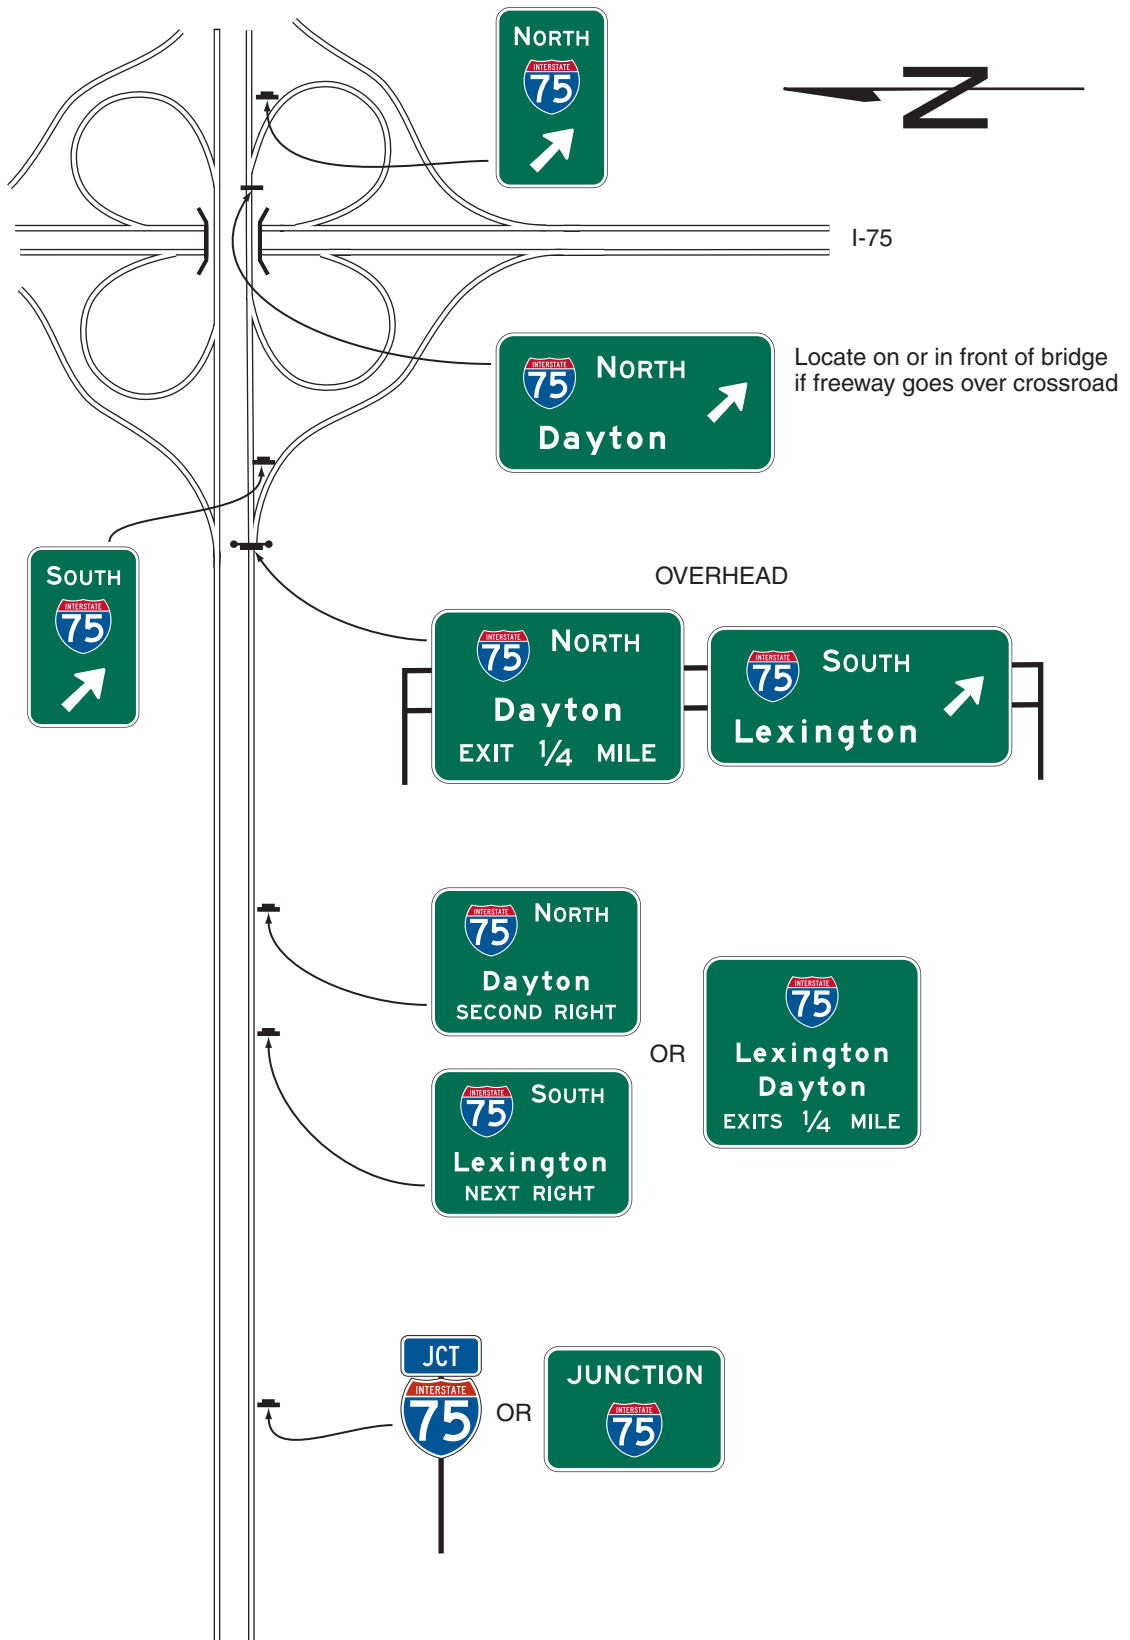 NORTH
INTERSTATE
75
N
I-75
INTERSTATE
75
NORTH
Dayton
Locate on or in front of bridge
if freeway goes over crossroad
SOUTH
INTERSTATE
75
OVERHEAD
INTERSTATE
75
NORTH
Dayton
EXIT 1/4 MILE
INTERSTATE
75
SOUTH
Lexington
INTERSTATE
75
NORTH
Dayton
SECOND RIGHT
OR
INTERSTATE
75
Lexington
Dayton
EXITS 1/4 MILE
INTERSTATE
75
SOUTH
Lexington
NEXT RIGHT
JCT
INTERSTATE
75
OR
JUNCTION
INTERSTATE
75